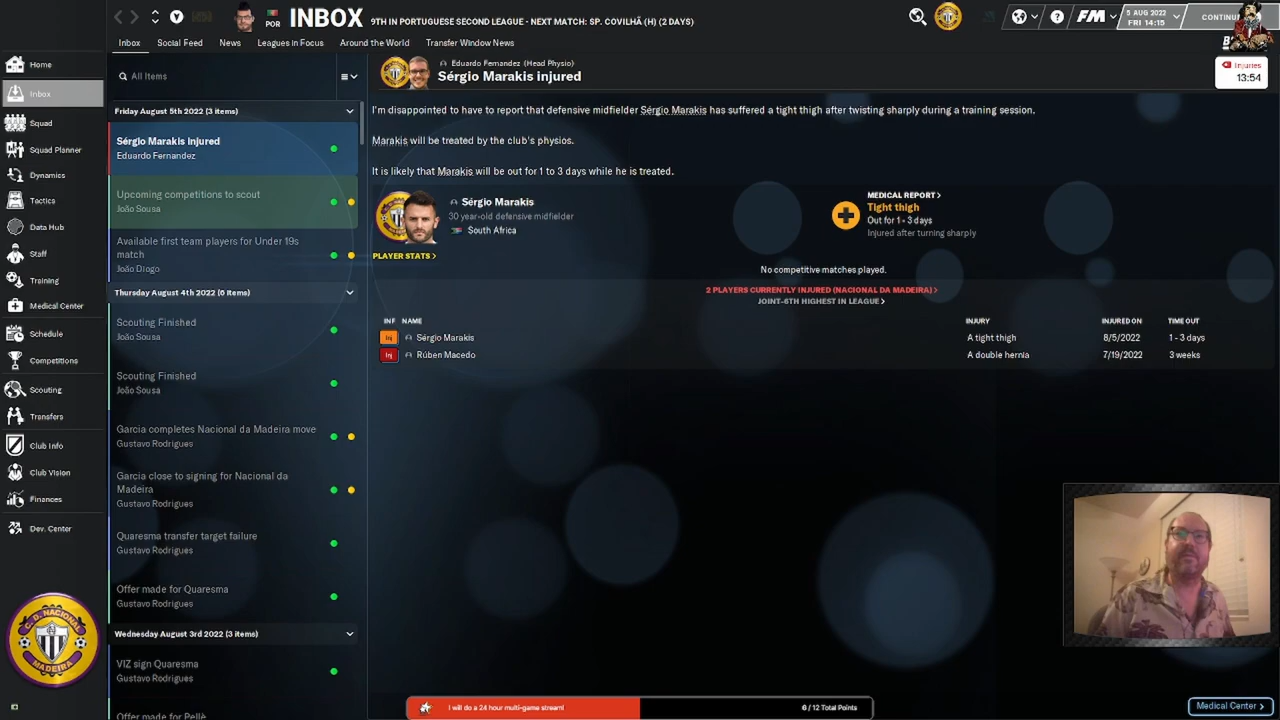 POR
INBOX
9TH IN PORTUGUESE SECOND LEAGUE - NEXT MATCH: SP. COVILHÃ (H) (2 DAYS)
FM
5 AUG 2022
FRI 14:15
Inbox
Social Feed
News
Leagues in Focus
Around the World
Transfer Window News
Home
Inbox
Squad
Squad Planner
Dynamics
Tactics
Data Hub
Staff
Training
Medical Center
Schedule
Competitions
Scouting
Transfers
Club Info
Club Vision
Finances
Dev. Center
C.D. NACIONAL
MADEIRA
All Items
Friday August 5th 2022 (3 items)
Sérgio Marakis injured
Eduardo Fernandez
Upcoming competitions to scout
João Sousa
Available first team players for Under 19s
match
João Diogo
Thursday August 4th 2022 (6 items)
Scouting Finished
João Sousa
Scouting Finished
João Sousa
Garcia completes Nacional da Madeira move
Gustavo Rodrigues
Garcia close to signing for Nacional da
Madeira
Gustavo Rodrigues
Quaresma transfer target failure
Gustavo Rodrigues
Offer made for Quaresma
Gustavo Rodrigues
Wednesday August 3rd 2022 (3 items)
VIZ sign Quaresma
Gustavo Rodrigues
Offer made for Pellè
Eduardo Fernandez (Head Physio)
Sérgio Marakis injured
Injuries
13:54
I'm disappointed to have to report that defensive midfielder Sérgio Marakis has suffered a tight thigh after twisting sharply during a training session.
Marakis will be treated by the club's physios.
It is likely that Marakis will be out for 1 to 3 days while he is treated.
Sérgio Marakis
30 year-old defensive midfielder
South Africa
PLAYER STATS >
MEDICAL REPORT >
Tight thigh
Out for 1 - 3 days
Injured after turning sharply
No competitive matches played.
2 PLAYERS CURRENTLY INJURED (NACIONAL DA MADEIRA) >
JOINT-6TH HIGHEST IN LEAGUE >
INF NAME INJURY INJURED ON TIME OUT
Inj Sérgio Marakis A tight thigh 8/5/2022 1 - 3 days
Inj Rúben Macedo A double hernia 7/19/2022 3 weeks
I will do a 24 hour multi-game stream!
6 / 12 Total Points
Medical Center >